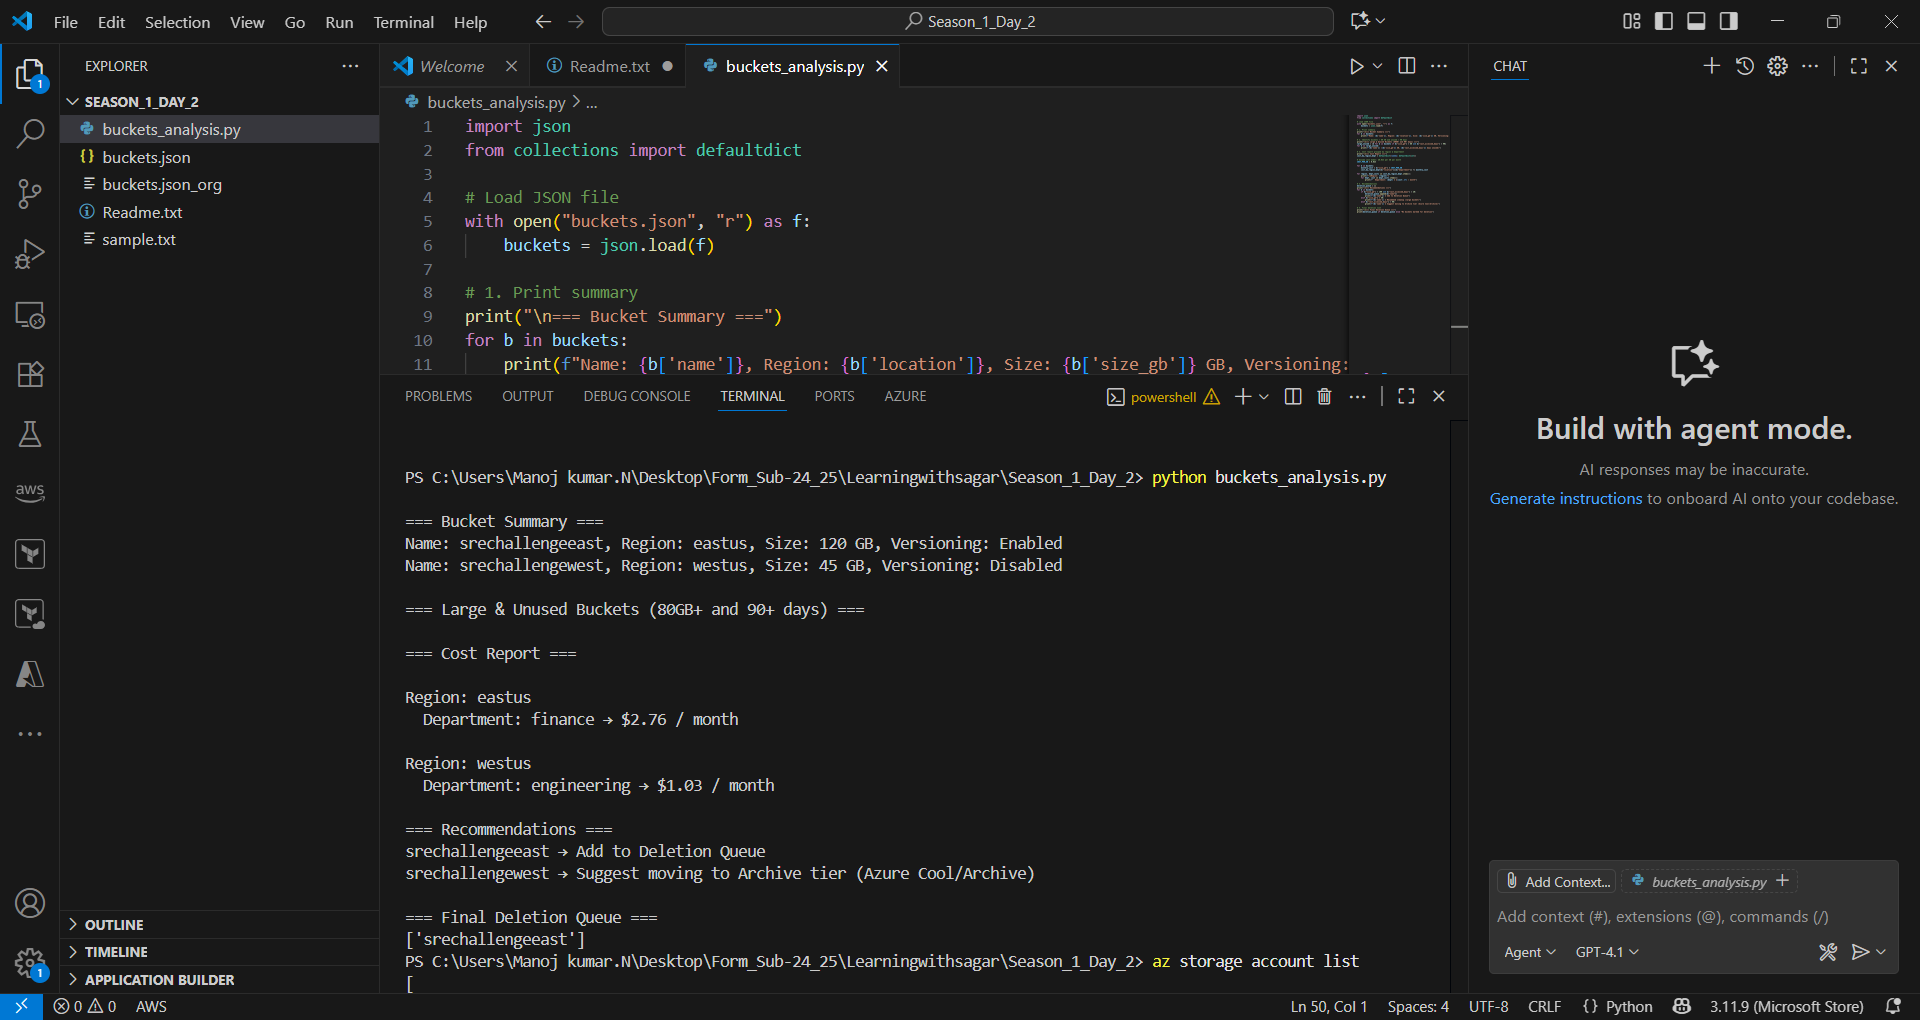 File Edit Selection View Go Run Terminal Help
Season_1_Day_2
EXPLORER
SEASON_1_DAY_2
buckets_analysis.py
{} buckets.json
buckets.json_org
Readme.txt
sample.txt
OUTLINE
TIMELINE
APPLICATION BUILDER
1
aws
1
Welcome
Readme.txt
buckets_analysis.py
buckets_analysis.py > ...
1 import json
2 from collections import defaultdict
3
4 # Load JSON file
5 with open("buckets.json", "r") as f:
6 buckets = json.load(f)
7
8 # 1. Print summary
9 print("\n=== Bucket Summary ===")
10 for b in buckets:
11 print(f"Name: {b['name']}, Region: {b['location']}, Size: {b['size_gb']} GB, Versioning:
PROBLEMS OUTPUT DEBUG CONSOLE TERMINAL PORTS AZURE
powershell
PS C:\Users\Manoj kumar.N\Desktop\Form_Sub-24_25\Learningwithsagar\Season_1_Day_2> python buckets_analysis.py
=== Bucket Summary ===
Name: srechallengeeast, Region: eastus, Size: 120 GB, Versioning: Enabled
Name: srechallengewest, Region: westus, Size: 45 GB, Versioning: Disabled
=== Large & Unused Buckets (80GB+ and 90+ days) ===
=== Cost Report ===
Region: eastus
Department: finance → $2.76 / month
Region: westus
Department: engineering → $1.03 / month
=== Recommendations ===
srechallengeeast → Add to Deletion Queue
srechallengewest → Suggest moving to Archive tier (Azure Cool/Archive)
=== Final Deletion Queue ===
['srechallengeeast']
PS C:\Users\Manoj kumar.N\Desktop\Form_Sub-24_25\Learningwithsagar\Season_1_Day_2> az storage account list
[
CHAT
Build with agent mode.
AI responses may be inaccurate.
Generate instructions to onboard AI onto your codebase.
Add Context...
buckets_analysis.py
Add context (#), extensions (@), commands (/)
Agent
GPT-4.1
0 0 AWS
Ln 50, Col 1 Spaces: 4 UTF-8 CRLF {} Python 3.11.9 (Microsoft Store)